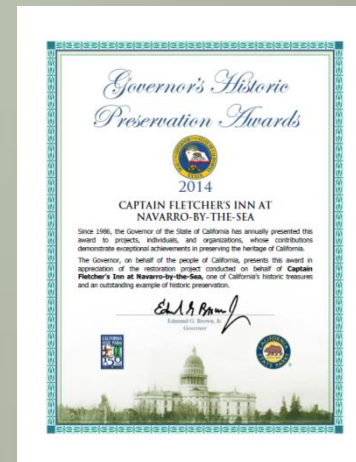 Governor's Historic
Preservation Awards
2014
CAPTAIN FLETCHER'S INN AT
NAVARRO-BY-THE-SEA
Since 1986, the Governor of the State of California has annually presented this
award to projects, individuals, and organizations, whose contributions
demonstrate exceptional achievements in preserving the heritage of California.
The Governor, on behalf of the people of California, presents this award in
appreciation of the restoration project conducted on behalf of Captain
Fletcher's Inn at Navarro-by-the-Sea, one of California's historic treasures
and an outstanding example of historic preservation.
Edmund G. Brown, Jr.
Governor